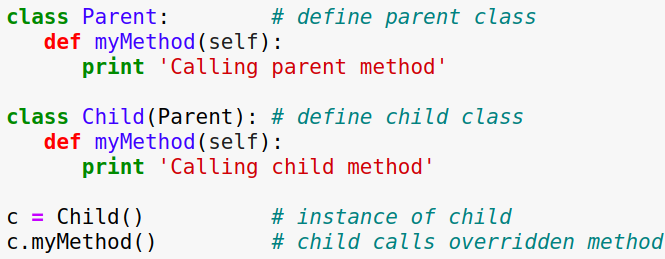 class Parent:        # define parent class
   def myMethod(self):
      print 'Calling parent method'

class Child(Parent): # define child class
   def myMethod(self):
      print 'Calling child method'

c = Child()          # instance of child
c.myMethod()         # child calls overridden method